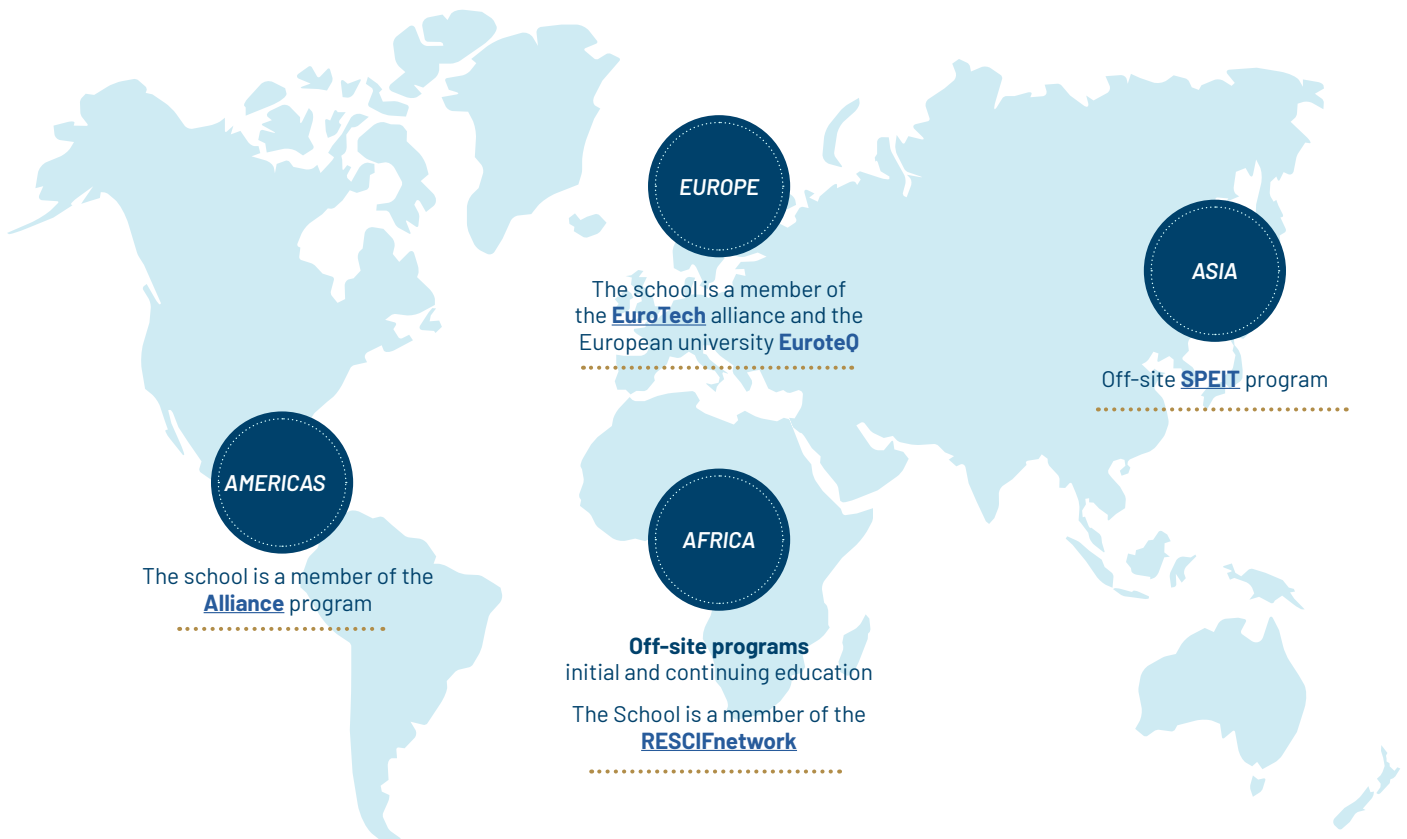 EUROPE
The school is a member of
the EuroTech alliance and the
European university EuroteQ
ASIA
Off-site SPEIT program
AMERICAS
The school is a member of the
Alliance program
AFRICA
Off-site programs
initial and continuing education
The School is a member of the
RESCIFnetwork